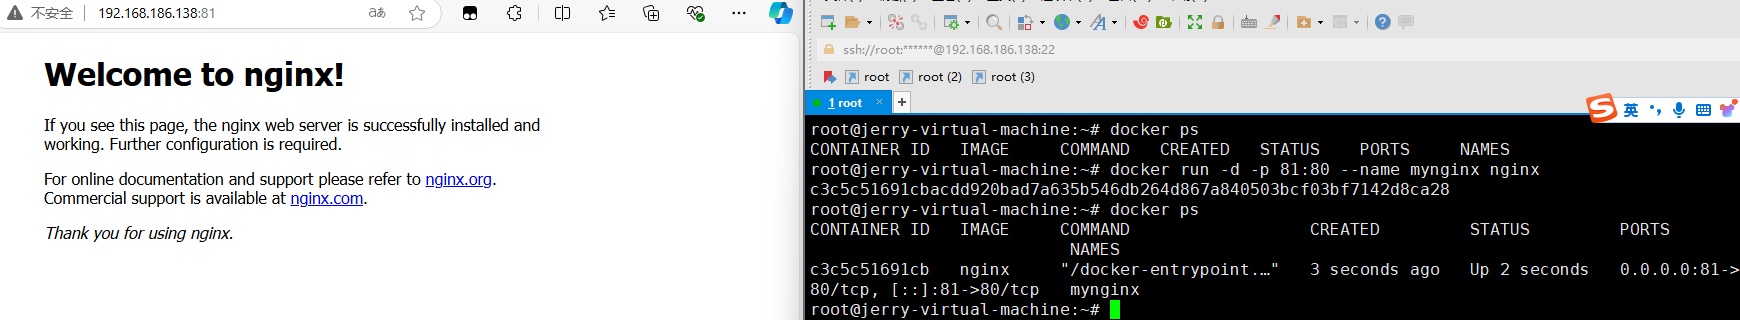 不安全
192.168.186.138:81
Welcome to nginx!
If you see this page, the nginx web server is successfully installed and
working. Further configuration is required.
For online documentation and support please refer to nginx.org.
Commercial support is available at nginx.com.
Thank you for using nginx.
ssh://root:******@192.168.186.138:22
root root (2) root (3)
1 root × +
英
root@jerry-virtual-machine:~# docker ps
CONTAINER ID IMAGE COMMAND CREATED STATUS PORTS NAMES
root@jerry-virtual-machine:~# docker run -d -p 81:80 --name mynginx nginx
c3c5c51691cbacdd920bad7a635b546db264d867a840503bcf03bf7142d8ca28
root@jerry-virtual-machine:~# docker ps
CONTAINER ID IMAGE COMMAND CREATED STATUS PORTS
NAMES
c3c5c51691cb nginx "/docker-entrypoint.…" 3 seconds ago Up 2 seconds 0.0.0.0:81->
80/tcp, [::]:81->80/tcp mynginx
root@jerry-virtual-machine:~#